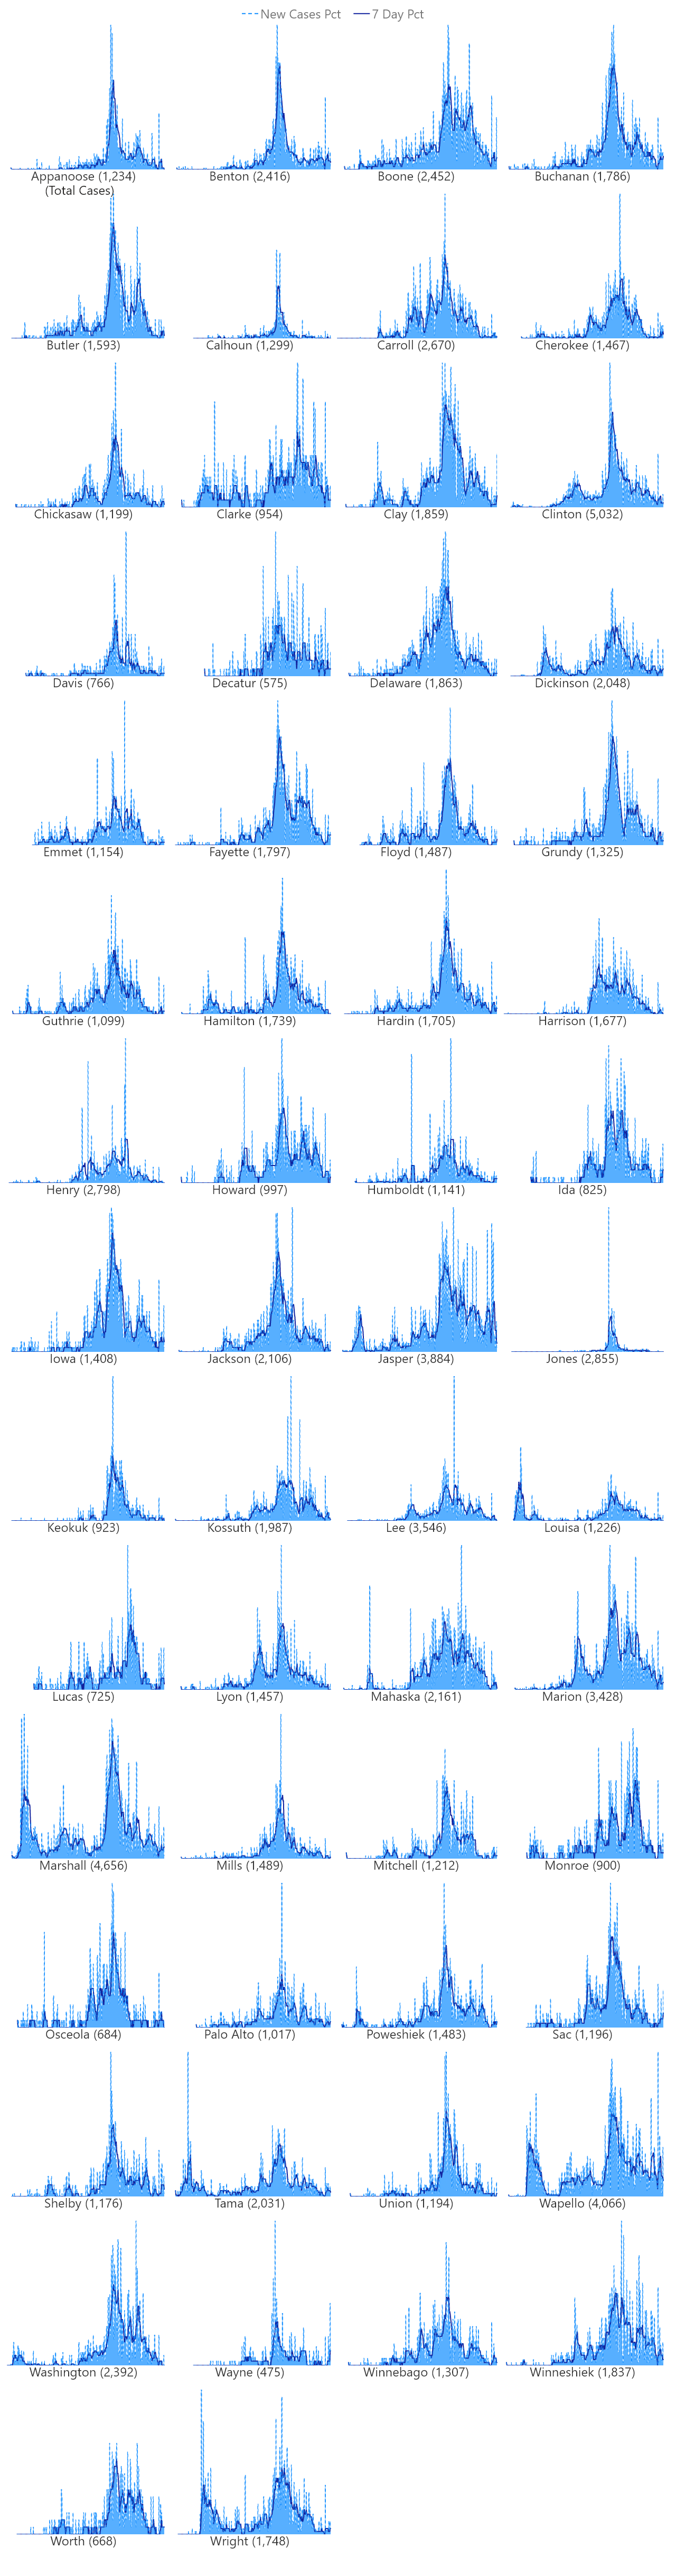 New Cases Pct 7 Day Pct
Appanoose (1,234) Benton (2,416) Boone (2,452) Buchanan (1,786)
(Total Cases)
Butler (1,593) Calhoun (1,299) Carroll (2,670) Cherokee (1,467)
Chickasaw (1,199) Clarke (954) Clay (1,859) Clinton (5,032)
Davis (766) Decatur (575) Delaware (1,863) Dickinson (2,048)
Emmet (1,154) Fayette (1,797) Floyd (1,487) Grundy (1,325)
Guthrie (1,099) Hamilton (1,739) Hardin (1,705) Harrison (1,677)
Henry (2,798) Howard (997) Humboldt (1,141) Ida (825)
Iowa (1,408) Jackson (2,106) Jasper (3,884) Jones (2,855)
Keokuk (923) Kossuth (1,987) Lee (3,546) Louisa (1,226)
Lucas (725) Lyon (1,457) Mahaska (2,161) Marion (3,428)
Marshall (4,656) Mills (1,489) Mitchell (1,212) Monroe (900)
Osceola (684) Palo Alto (1,017) Poweshiek (1,483) Sac (1,196)
Shelby (1,176) Tama (2,031) Union (1,194) Wapello (4,066)
Washington (2,392) Wayne (475) Winnebago (1,307) Winneshiek (1,837)
Worth (668) Wright (1,748)